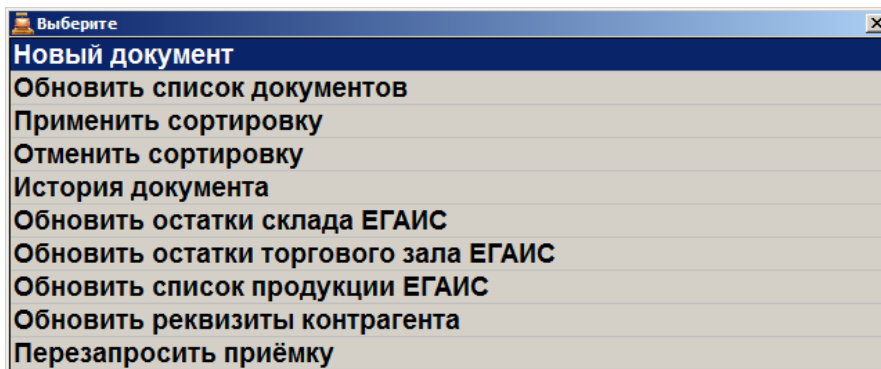 Выберите
Новый документ
Обновить список документов
Применить сортировку
Отменить сортировку
История документа
Обновить остатки склада ЕГАИС
Обновить остатки торгового зала ЕГАИС
Обновить список продукции ЕГАИС
Обновить реквизиты контрагента
Перезапросить приёмку